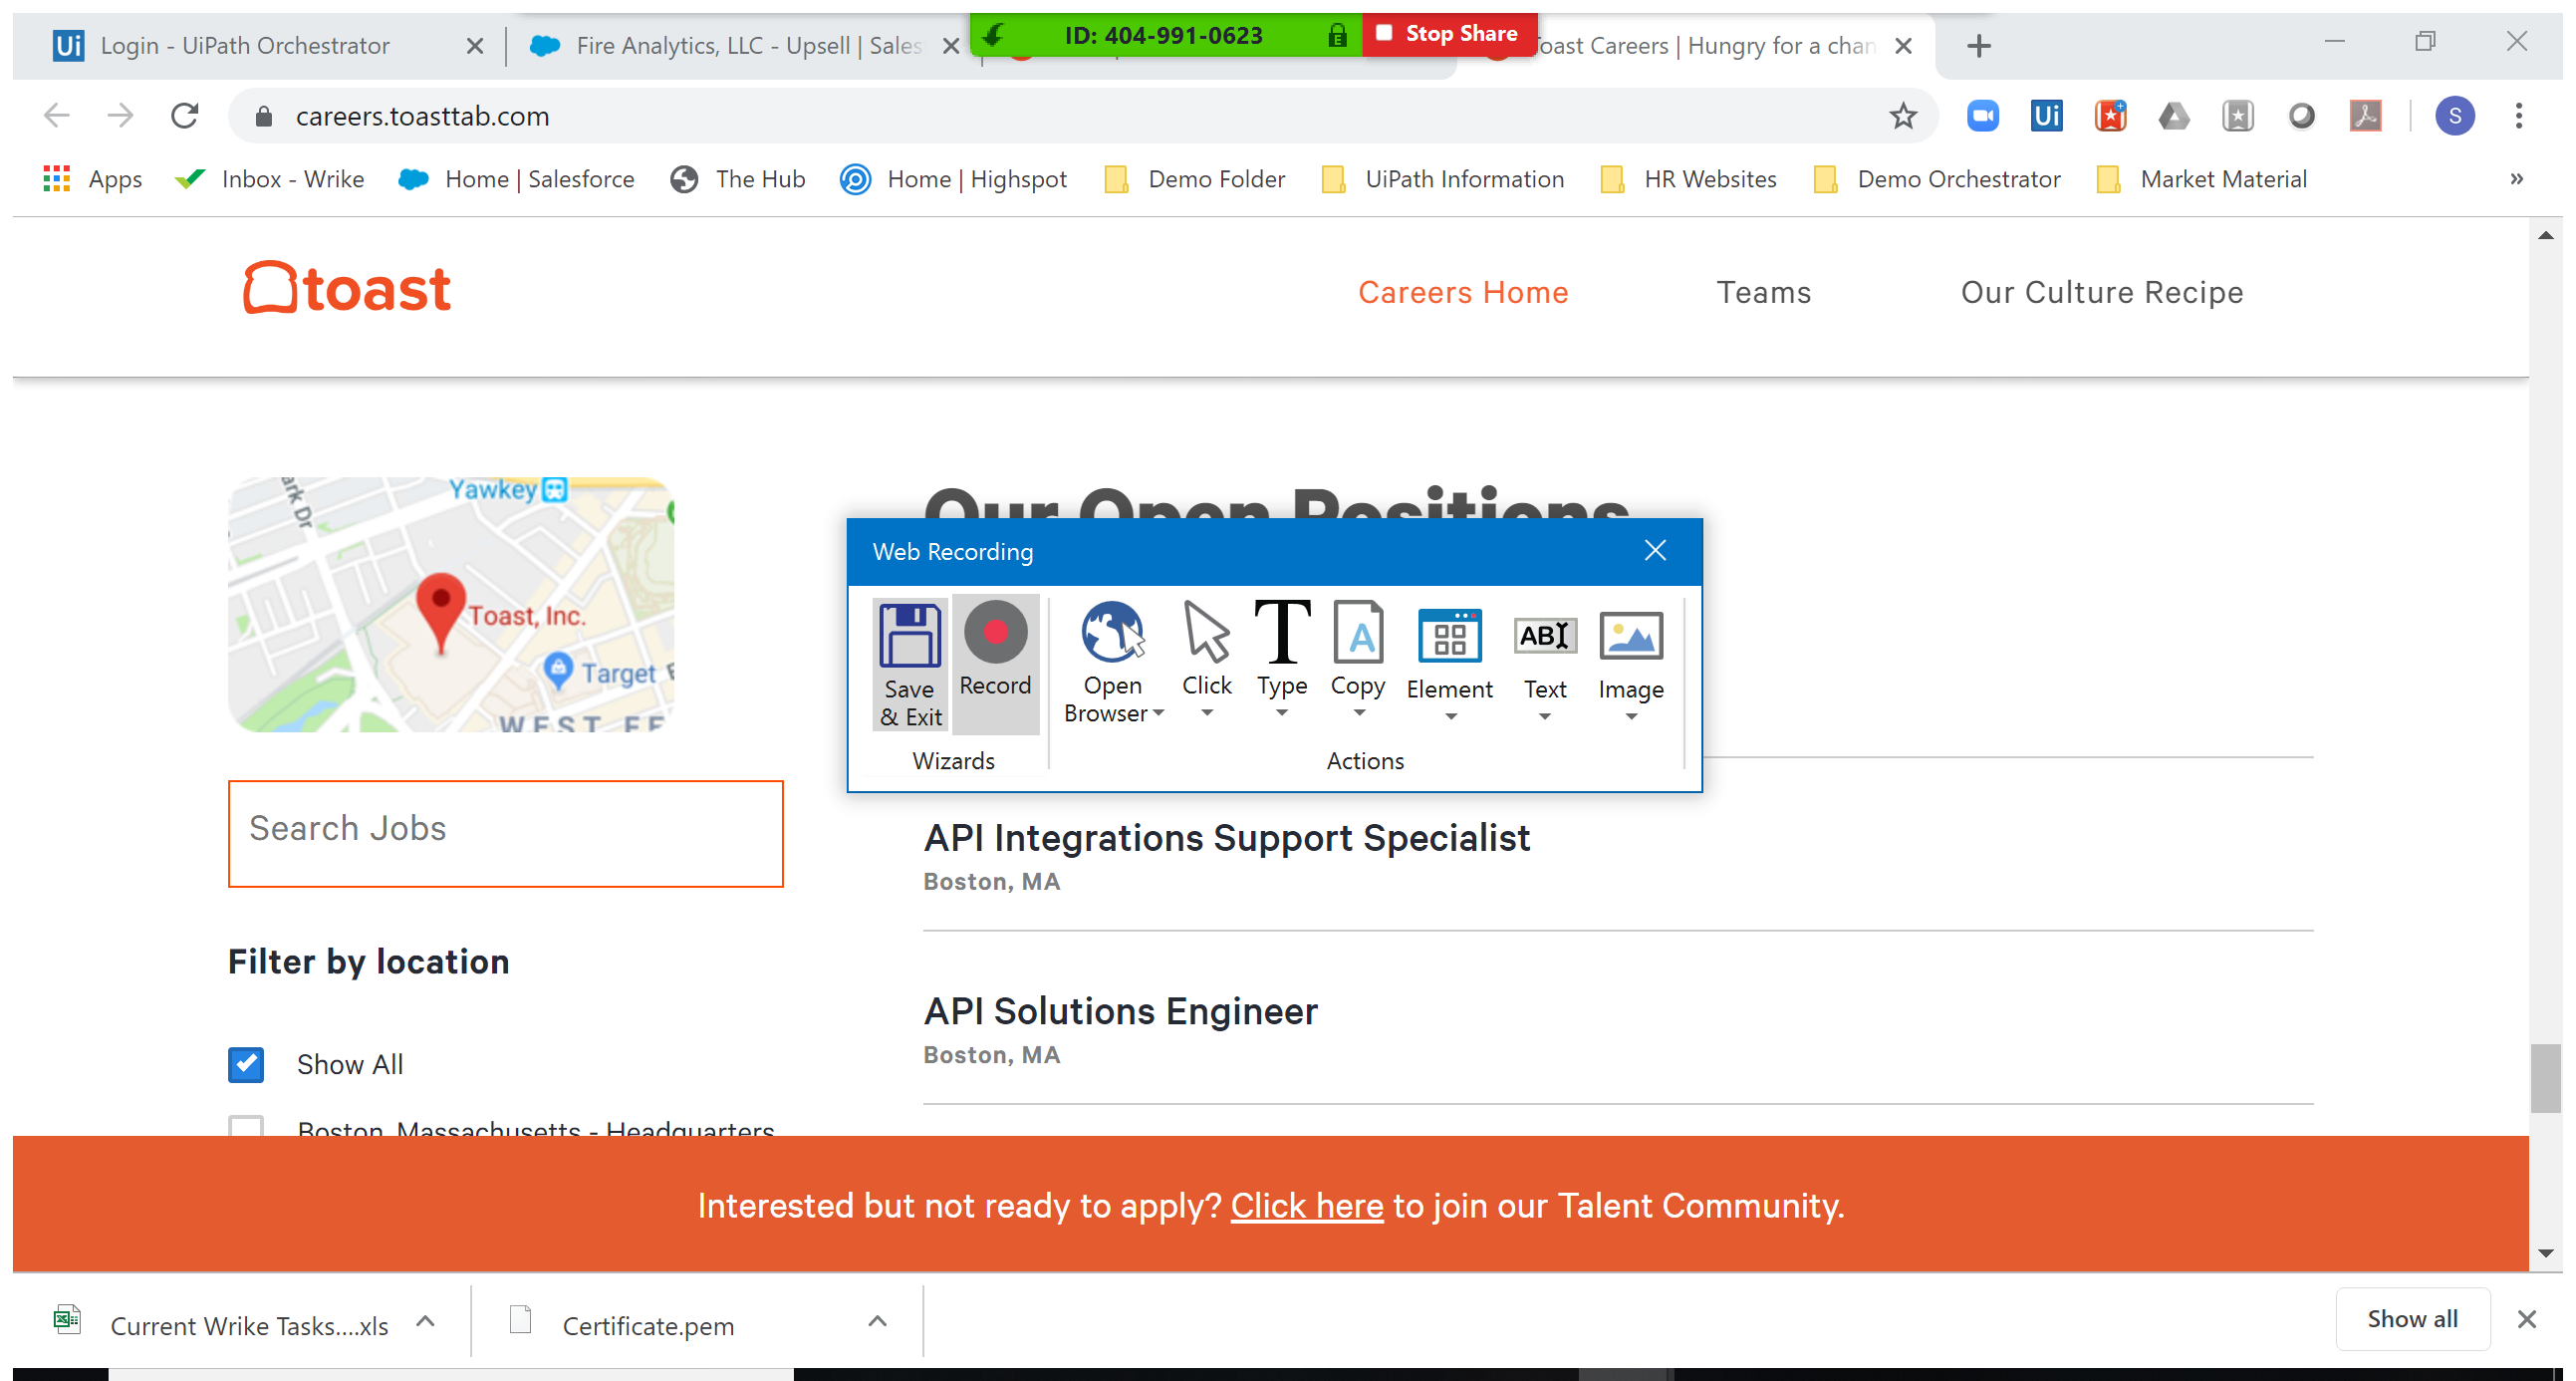 Ui Login - UiPath Orchestrator
Fire Analytics, LLC - Upsell | Sales
ID: 404-991-0623
Stop Share
Toast Careers | Hungry for a chan
careers.toasttab.com
Ui
S
Apps
Inbox - Wrike
Home | Salesforce
The Hub
Home | Highspot
Demo Folder
UiPath Information
HR Websites
Demo Orchestrator
Market Material
»
toast
Careers Home
Teams
Our Culture Recipe
Yawkey
ark Dr
Toast, Inc.
Target
WEST FE
Our Open Positions
Web Recording
Save & Exit
Record
Open Browser
Click
Type
Copy
Element
Text
Image
Wizards
Actions
Search Jobs
API Integrations Support Specialist
Boston, MA
Filter by location
API Solutions Engineer
Boston, MA
Show All
Boston, Massachusetts - Headquarters
Interested but not ready to apply? Click here to join our Talent Community.
Current Wrike Tasks....xls
Certificate.pem
Show all